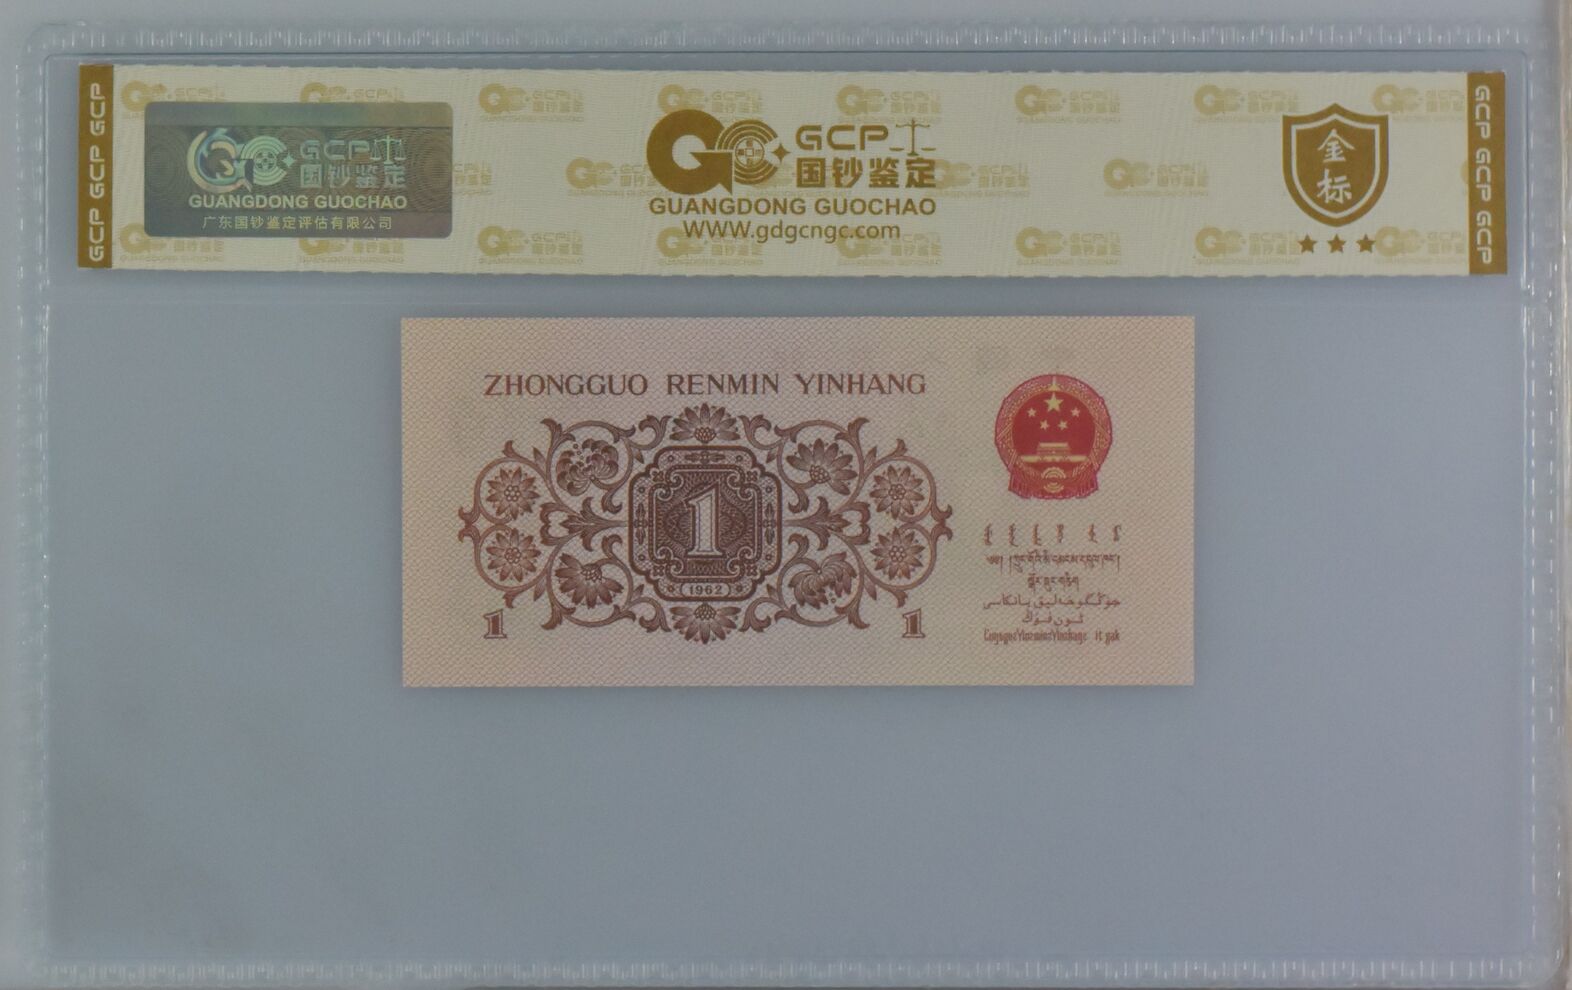 GCP GCP GCP
GCP 国钞鉴定
GUANGDONG GUOCHAO
广东国钞鉴定评估有限公司
GCP
国钞鉴定
GUANGDONG GUOCHAO
WWW.gdgcngc.com
金标
GCP GCP GCP
ZHONGGUO RENMIN YINHANG
1
(1962)
1
1